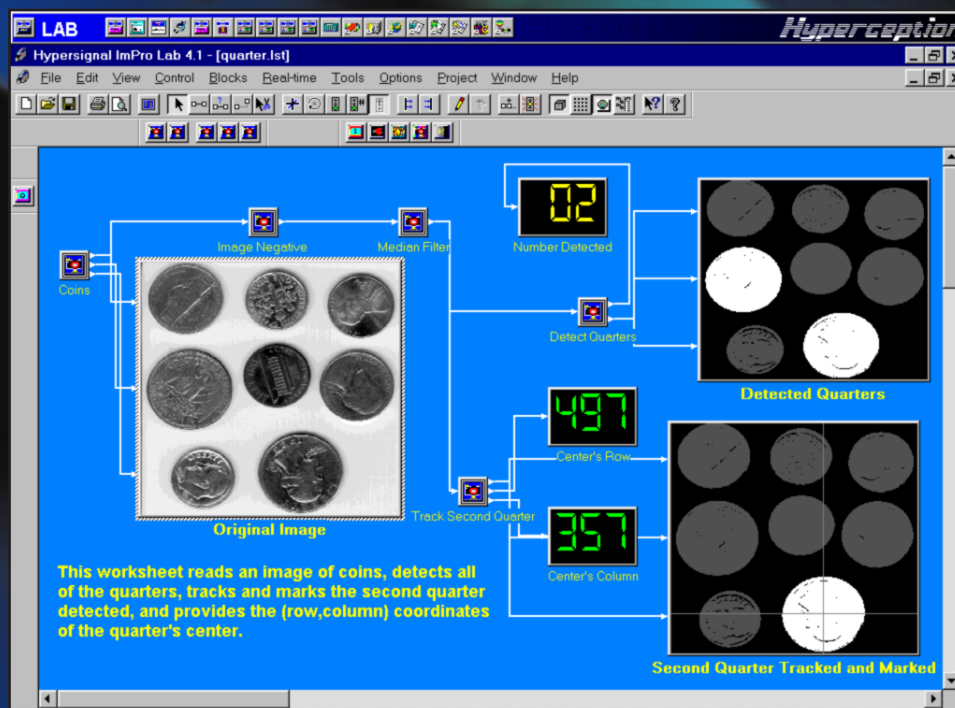 LAB
Hyperception
Hypersignal ImPro Lab 4.1 - [quarter.lst]
File Edit View Control Blocks Real-time Tools Options Project Window Help
02
Number Detected
Image Negative
Median Filter
Coins
Detect Quarters
Detected Quarters
497
Center's Row
Track Second Quarter
Original Image
357
Center's Column
This worksheet reads an image of coins, detects all
of the quarters, tracks and marks the second quarter
detected, and provides the (row,column) coordinates
of the quarter's center.
Second Quarter Tracked and Marked